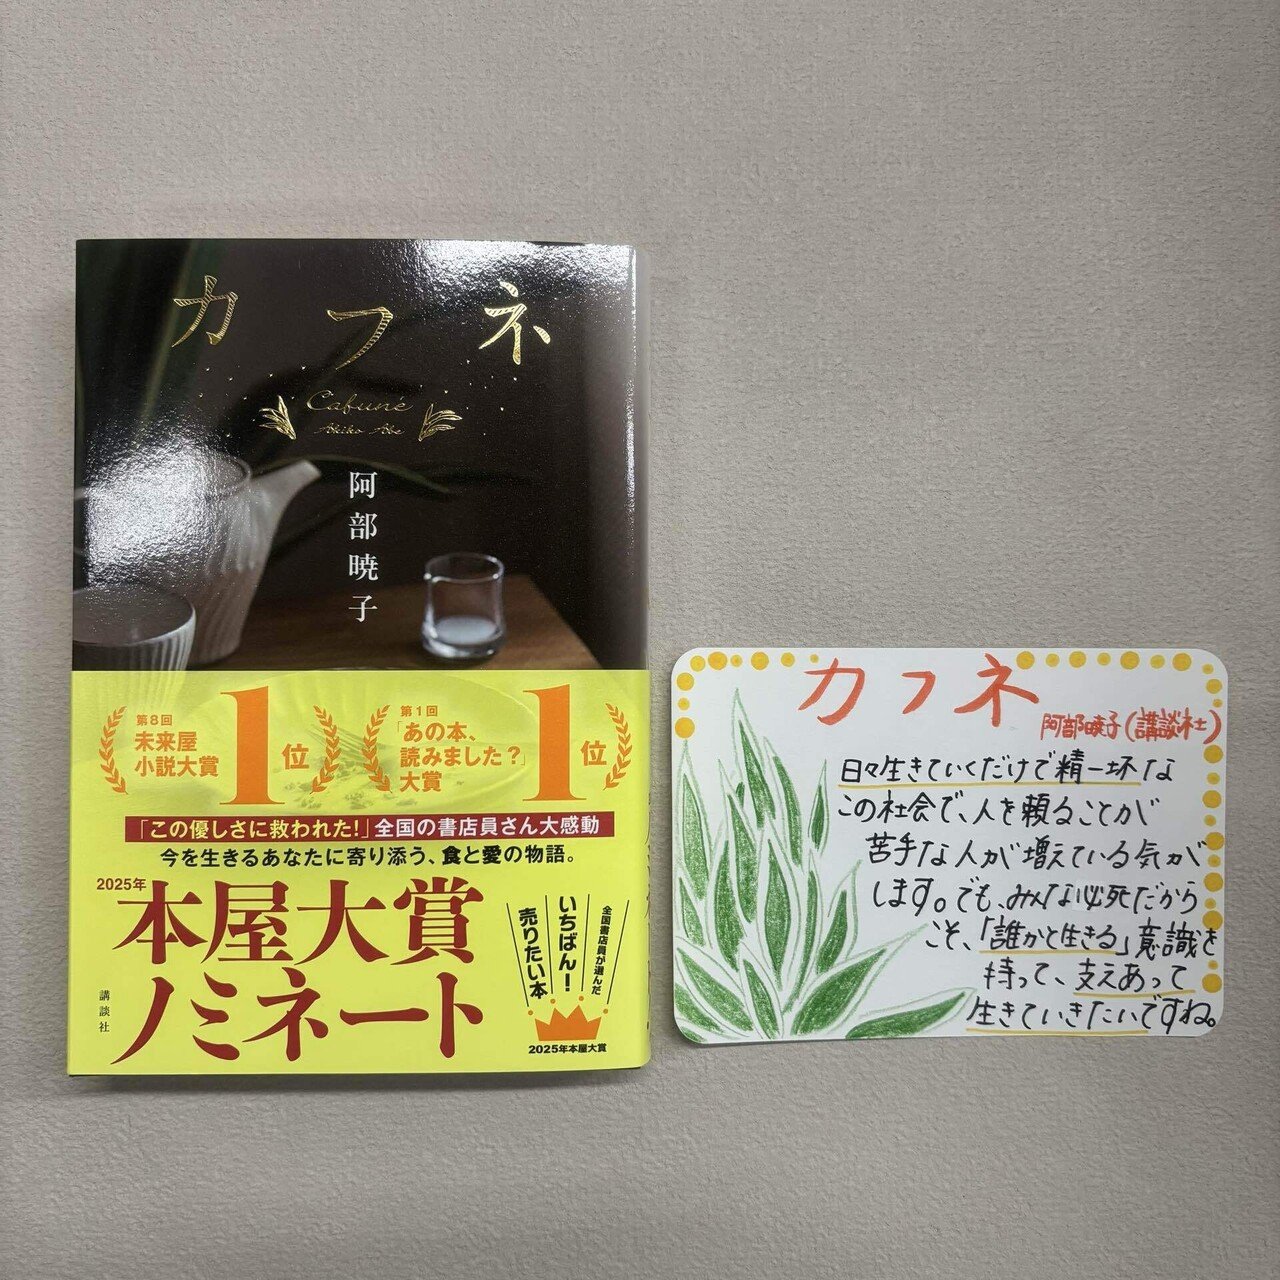 カフネ
Cafuné
Akiko Abe
阿部暁子
第8回
未来屋
小説大賞
1位
第1回
「あの本、
読みました?」
大賞
1位
「この優しさに救われた!」全国の書店員さん大感動
今を生きるあなたに寄り添う、食と愛の物語。
2025年
本屋大賞
ノミネート
講談社
全国書店員が選んだ
いちばん!
売りたい本
2025年本屋大賞
カフネ
阿部暁子(講談社)
日々生きていくだけで精一坏な
この社会で、人を頼ることが
苦手な人が増えている気が
します。でも、みんな必死だから
こそ、「誰かと生きる」意識を
持って、支えあって
生きていきたいですね。